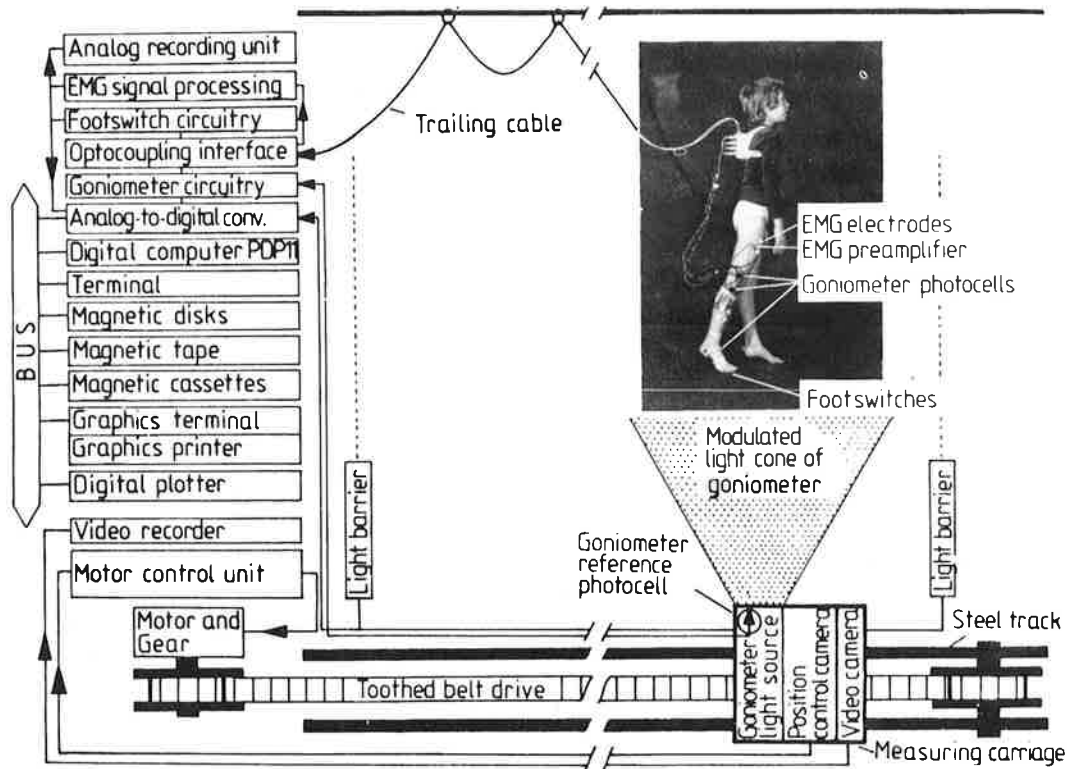 Analog recording unit
EMG signal processing
Footswitch circuitry
Optocoupling interface
Goniometer circuitry
Analog-to-digital conv.
Digital computer PDP11
Terminal
Magnetic disks
Magnetic tape
Magnetic cassettes
Graphics terminal
Graphics printer
Digital plotter
BUS
Video recorder
Motor control unit
Motor and
Gear
Trailing cable
EMG electrodes
EMG preamplifier
Goniometer photocells
Footswitches
Modulated
light cone of
goniometer
Light barrier
Light barrier
Goniometer
reference
photocell
Steel track
Toothed belt drive
Goniometer
Light source
Position
control camera
Video camera
Measuring carriage